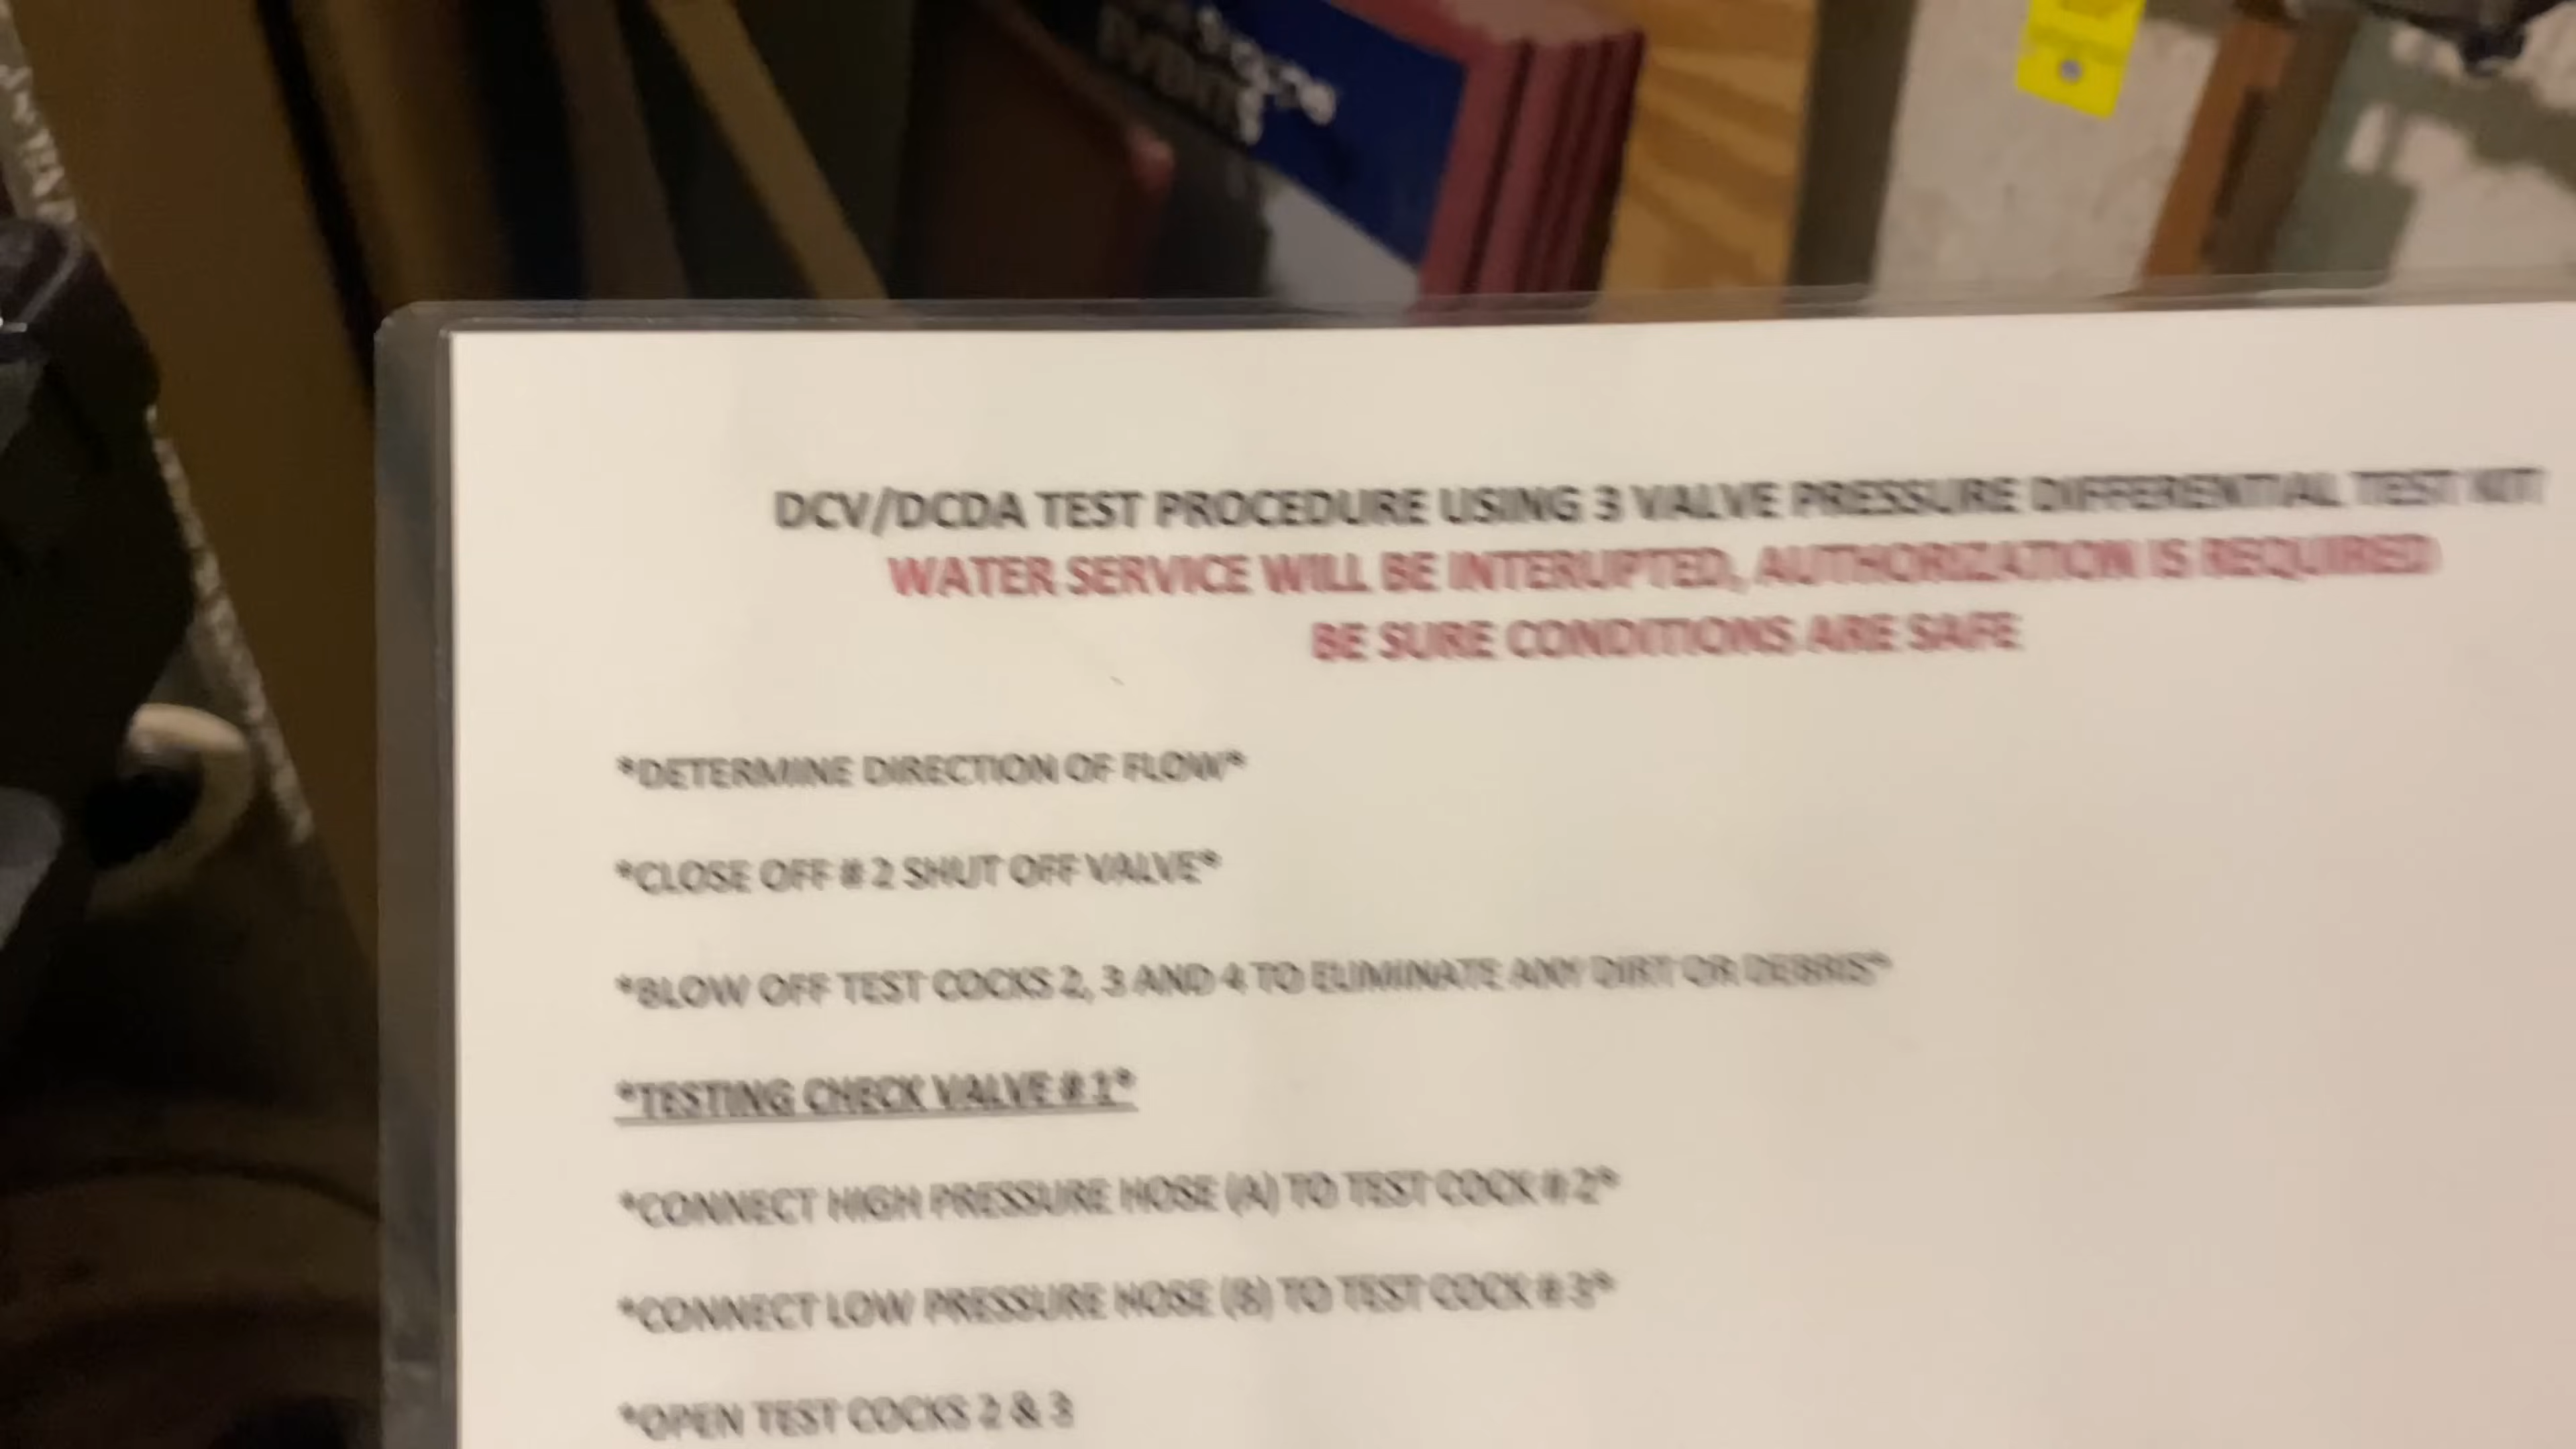 DCV/DCDA TEST PROCEDURE USING 3 VALVE PRESSURE DIFFERENTIAL TEST KIT
WATER SERVICE WILL BE INTERUPTED, AUTHORIZATION IS REQUIRED
BE SURE CONDITIONS ARE SAFE
*DETERMINE DIRECTION OF FLOW*
*CLOSE OFF # 2 SHUT OFF VALVE*
*BLOW OFF TEST COCKS 2, 3 AND 4 TO ELIMINATE ANY DIRT OR DEBRIS*
*TESTING CHECK VALVE # 1*
*CONNECT HIGH PRESSURE HOSE (A) TO TEST COCK # 2*
*CONNECT LOW PRESSURE HOSE (B) TO TEST COCK # 3*
*OPEN TEST COCKS 2 & 3